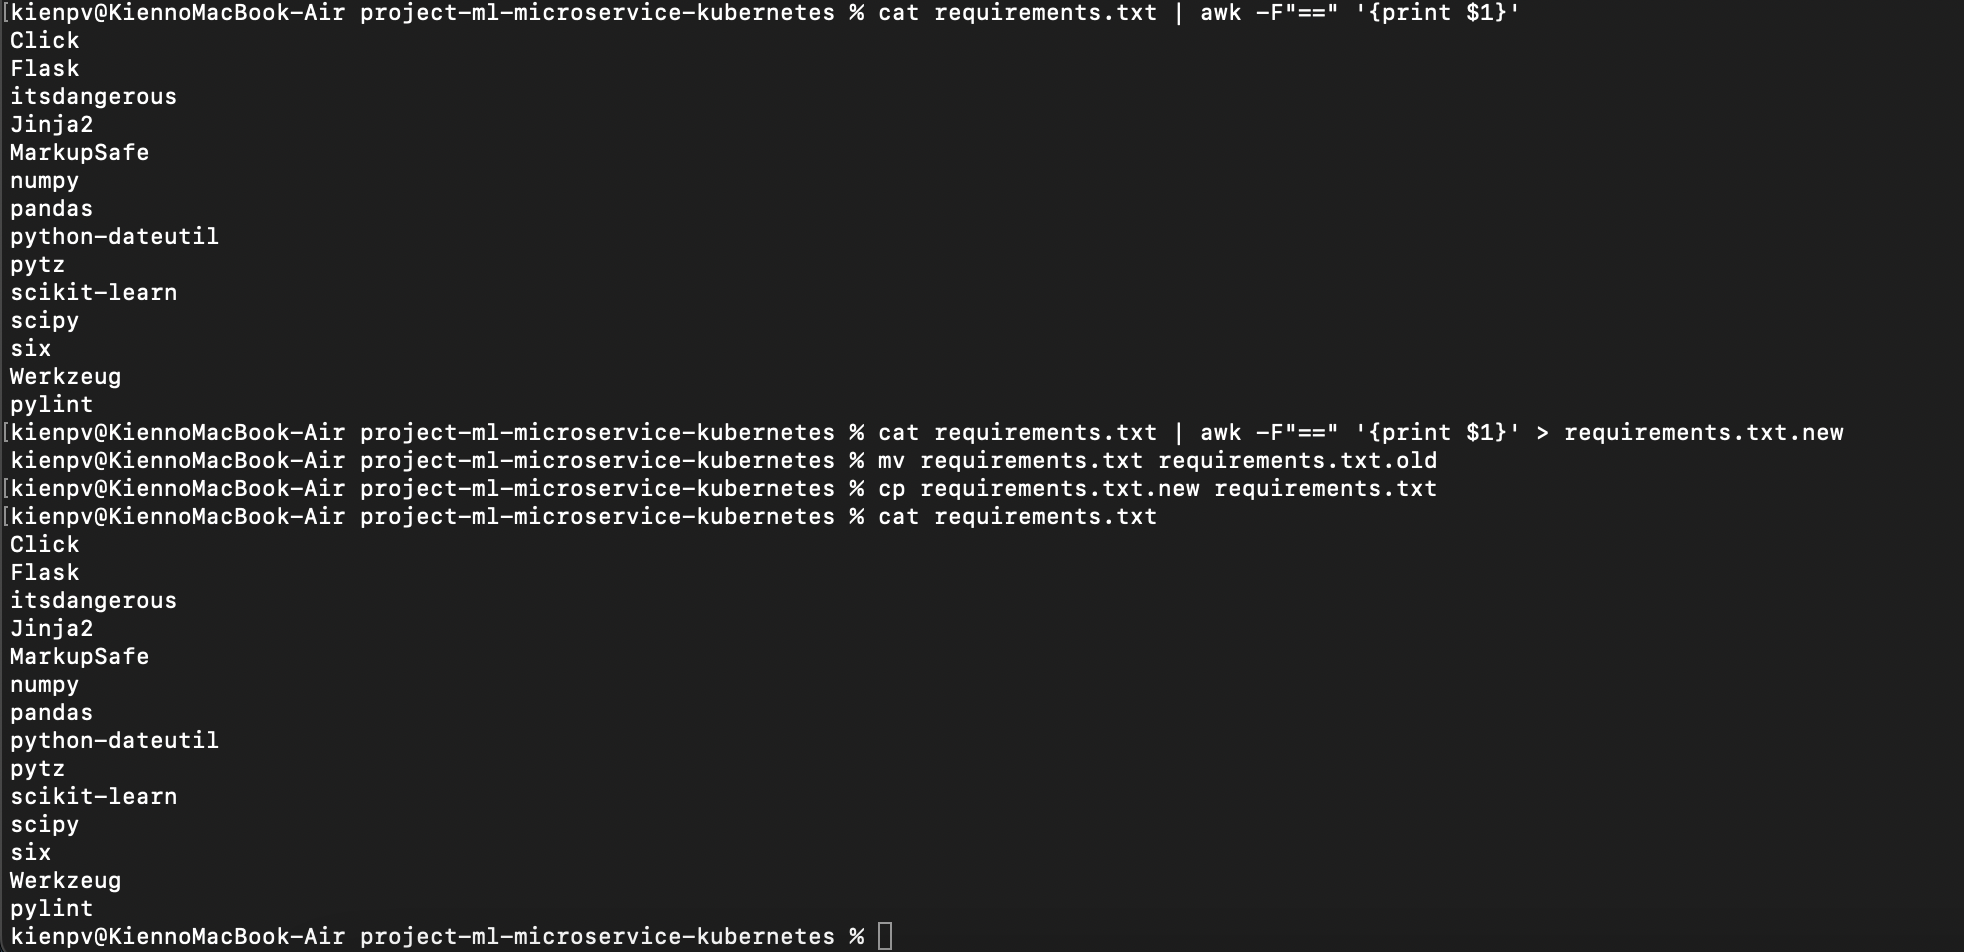 [kienpv@KiennoMacBook-Air project-ml-microservice-kubernetes % cat requirements.txt | awk -F"==" '{print $1}'
Click
Flask
itsdangerous
Jinja2
MarkupSafe
numpy
pandas
python-dateutil
pytz
scikit-learn
scipy
six
Werkzeug
pylint
[kienpv@KiennoMacBook-Air project-ml-microservice-kubernetes % cat requirements.txt | awk -F"==" '{print $1}' > requirements.txt.new
kienpv@KiennoMacBook-Air project-ml-microservice-kubernetes % mv requirements.txt requirements.txt.old
[kienpv@KiennoMacBook-Air project-ml-microservice-kubernetes % cp requirements.txt.new requirements.txt
[kienpv@KiennoMacBook-Air project-ml-microservice-kubernetes % cat requirements.txt
Click
Flask
itsdangerous
Jinja2
MarkupSafe
numpy
pandas
python-dateutil
pytz
scikit-learn
scipy
six
Werkzeug
pylint
kienpv@KiennoMacBook-Air project-ml-microservice-kubernetes %